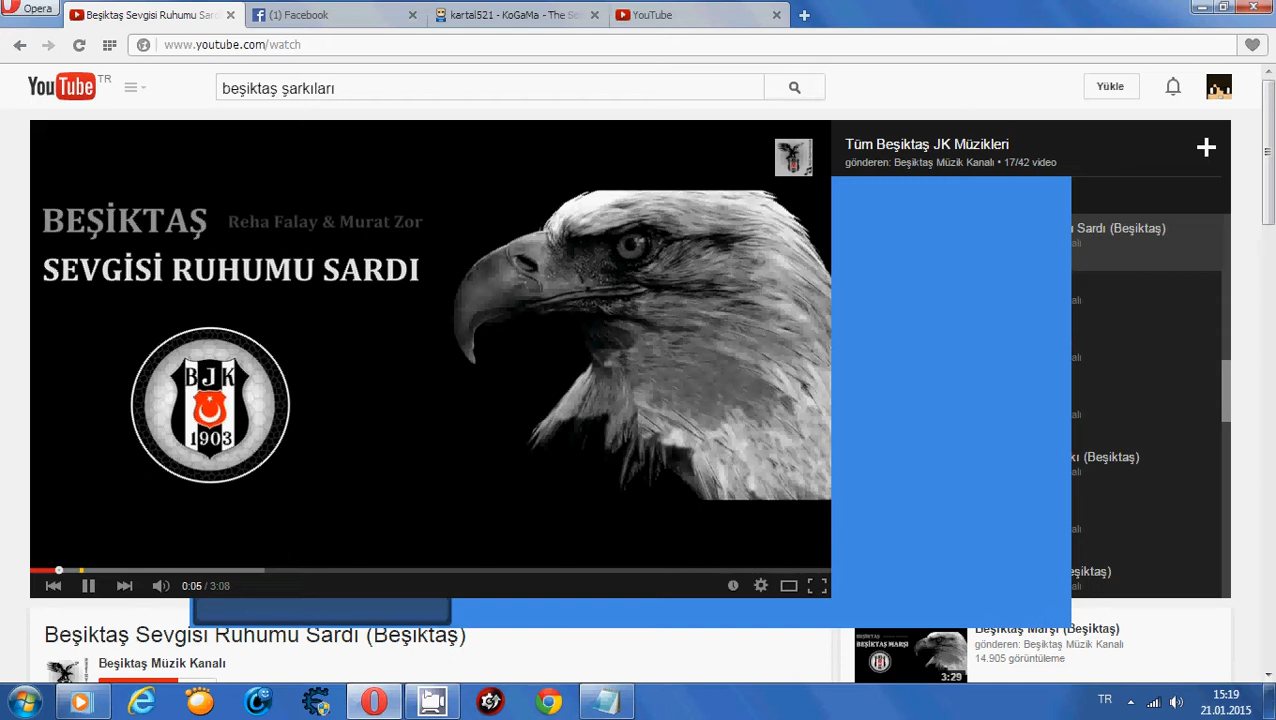 Opera
Beşiktaş Sevgisi Ruhumu Sard
(1) Facebook
kartal521 - KoGaMa - The
YouTube
www.youtube.com/watch
YouTube TR
beşiktaş şarkıları
Yükle
Tüm Beşiktaş JK Müzikleri
gönderen: Beşiktaş Müzik Kanalı • 17/42 video
BEŞİKTAŞ Reha Falay & Murat Zor
SEVGİSİ RUHUMU SARDI
BJK
1903
Sardı (Beşiktaş)
(Beşiktaş)
0:05 / 3:08
Beşiktaş Sevgisi Ruhumu Sardı (Beşiktaş)
Beşiktaş Müzik Kanalı
Beşiktaş Marşı (Beşiktaş)
gönderen: Beşiktaş Müzik Kanalı
14.905 görüntüleme
BEŞİKTAŞ MARŞI
3:29
TR
15:19
21.01.2015